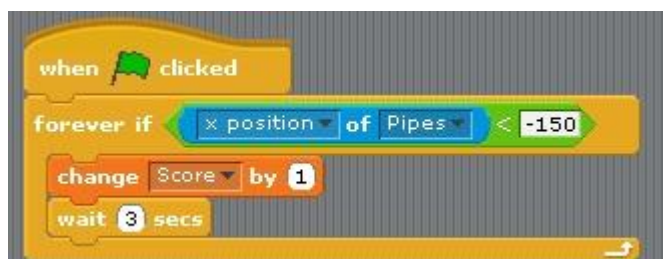 when clicked
forever if x position of Pipes < -150
change Score by 1
wait 3 secs